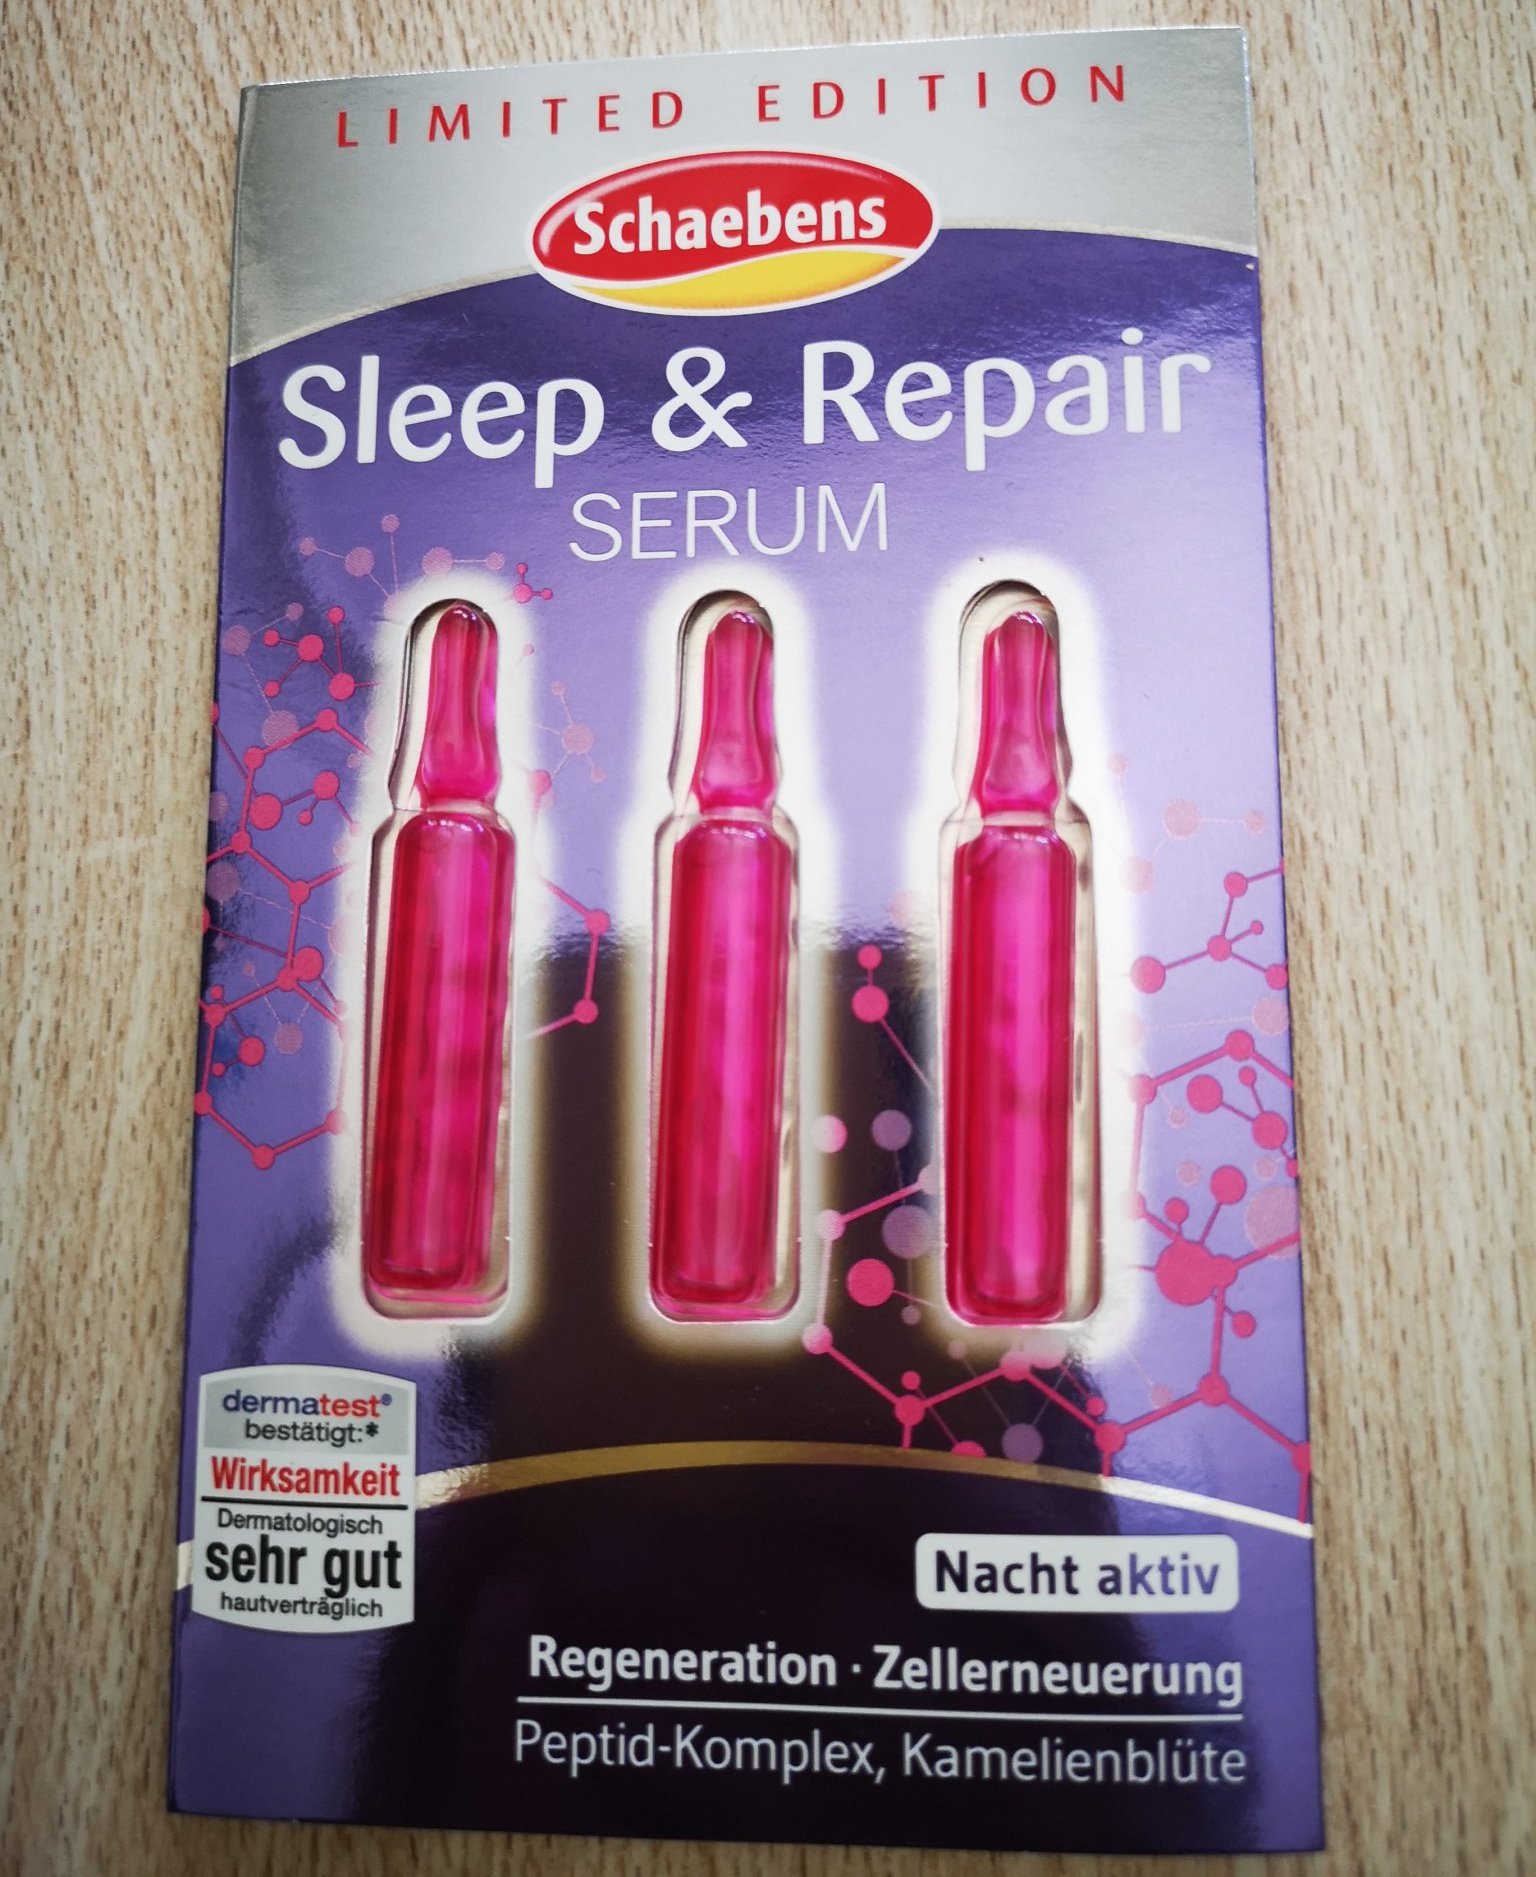 LIMITED EDITION
Schaebens
Sleep & Repair
SERUM
dermatest®
bestätigt:*
Wirksamkeit
Dermatologisch
sehr gut
hautverträglich
Nacht aktiv
Regeneration · Zellerneuerung
Peptid-Komplex, Kamelienblüte